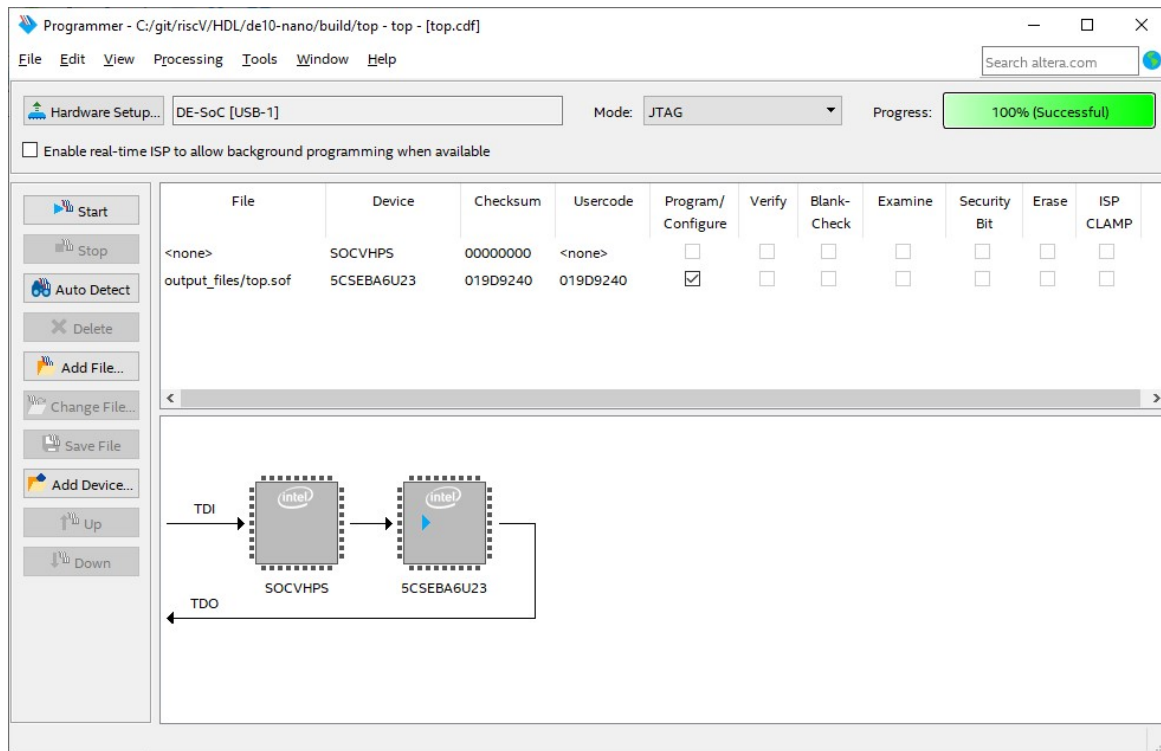 Programmer - C:/git/riscV/HDL/de10-nano/build/top - top - [top.cdf]
File Edit View Processing Tools Window Help
Search altera.com
Hardware Setup... DE-SoC [USB-1] Mode: JTAG Progress: 100% (Successful)
Enable real-time ISP to allow background programming when available
Start
Stop
Auto Detect
Delete
Add File...
Change File...
Save File
Add Device...
Up
Down
File Device Checksum Usercode Program/ Verify Blank- Examine Security Erase ISP
Configure Check Bit CLAMP
<none> SOCVHPS 00000000 <none>
output_files/top.sof 5CSEBA6U23 019D9240 019D9240
intel intel
TDI
SOCVHPS 5CSEBA6U23
TDO